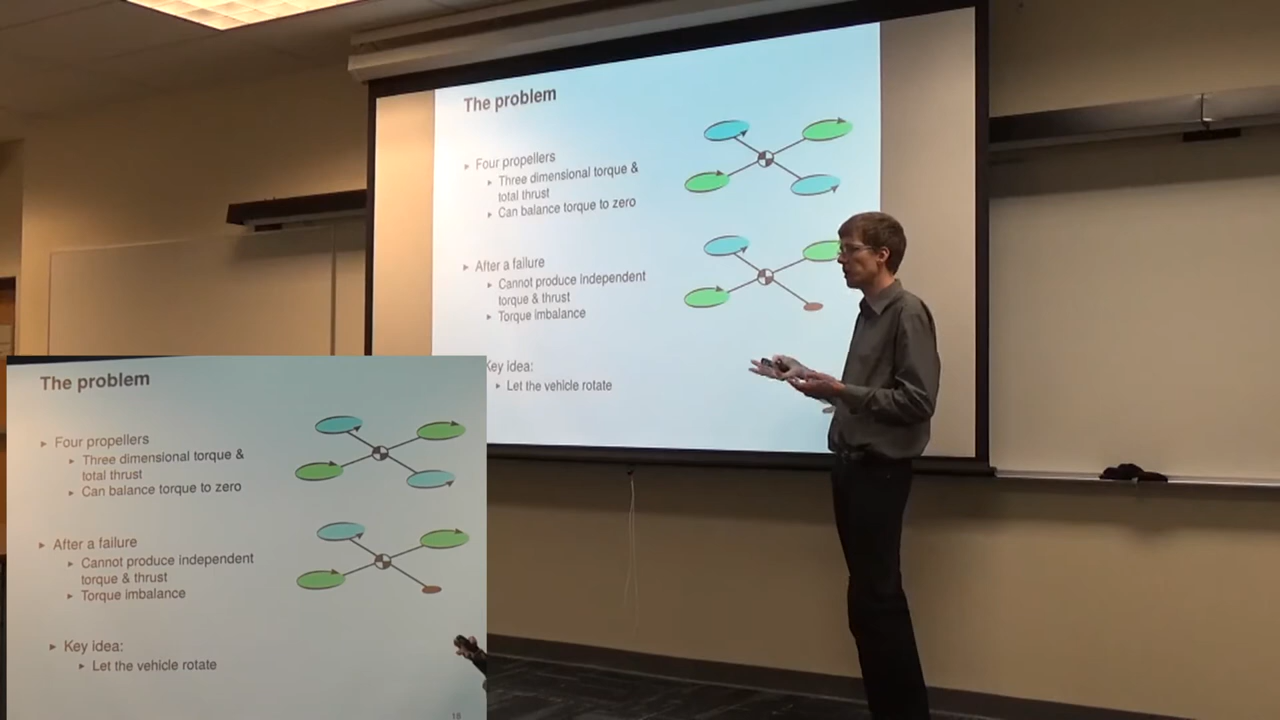 The problem
▸ Four propellers
▸ Three dimensional torque &
total thrust
▸ Can balance torque to zero
▸ After a failure
▸ Cannot produce independent
torque & thrust
▸ Torque imbalance
Key idea:
▸ Let the vehicle rotate
The problem
▸ Four propellers
▸ Three dimensional torque &
total thrust
▸ Can balance torque to zero
▸ After a failure
▸ Cannot produce independent
torque & thrust
▸ Torque imbalance
▸ Key idea:
▸ Let the vehicle rotate
18